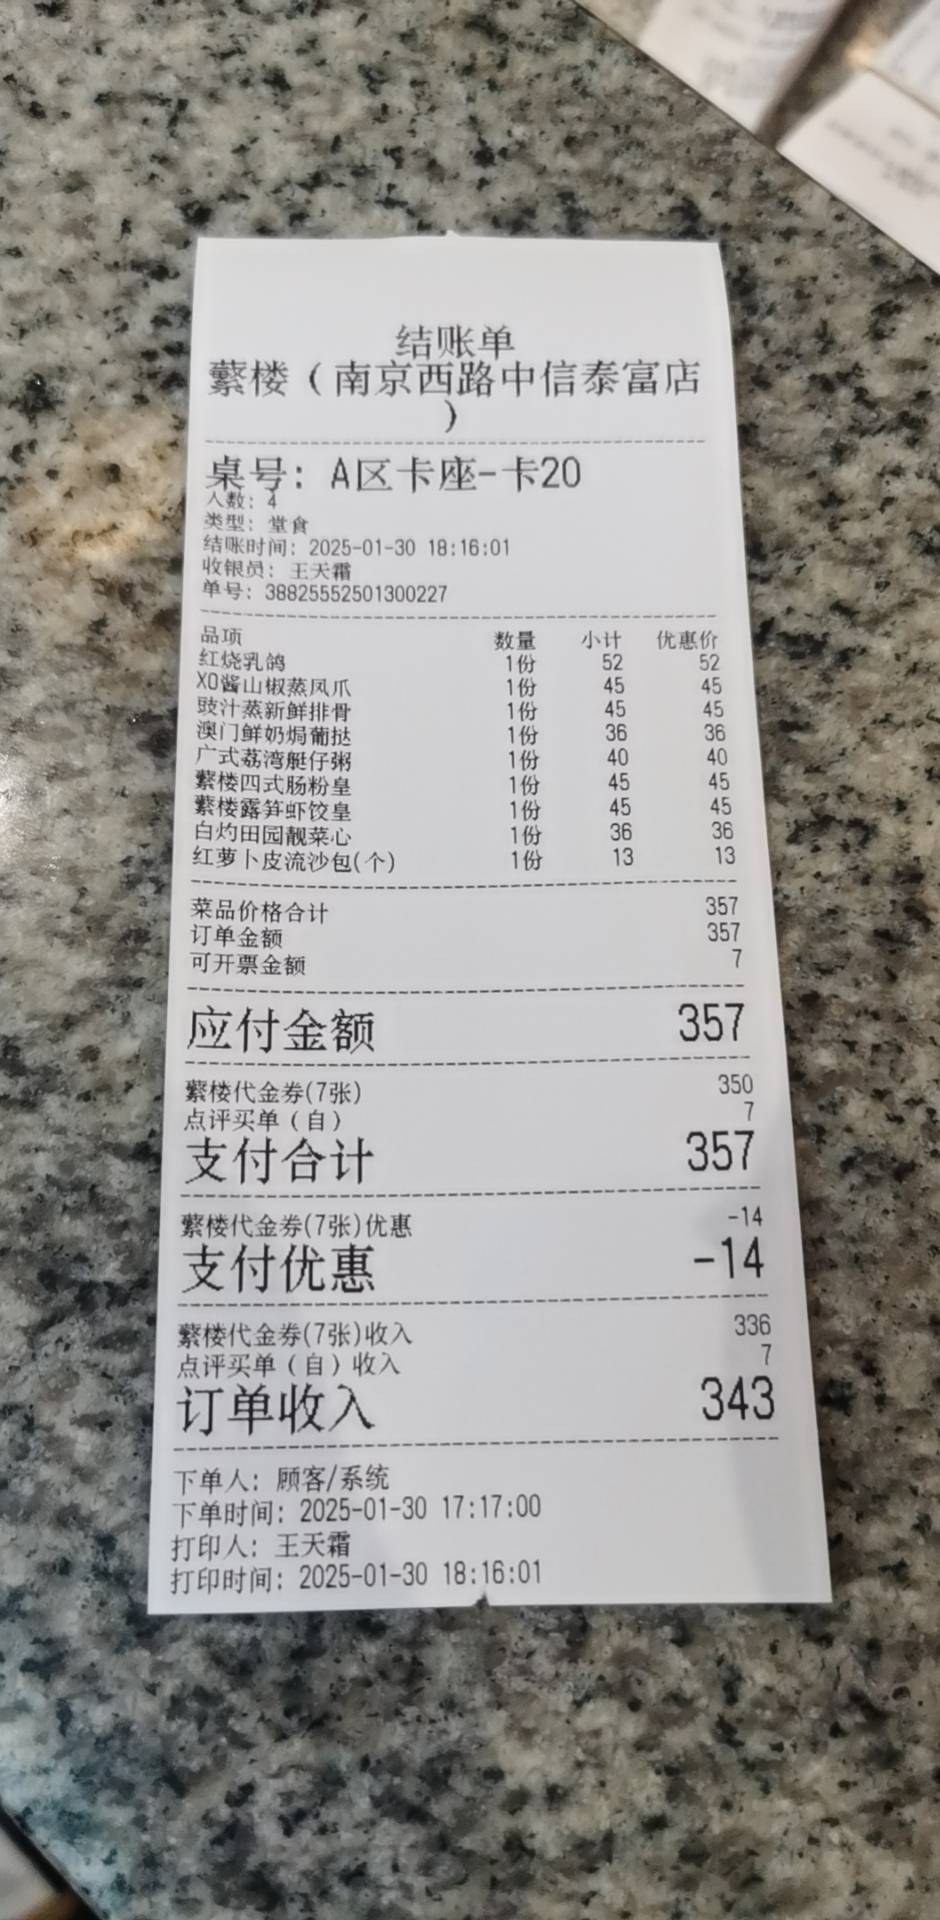 结账单
蘩楼（南京西路中信泰富店
）
桌号: A区卡座-卡20
人数: 4
类型: 堂食
结账时间: 2025-01-30 18:16:01
收银员: 王天霜
单号: 38825552501300227
品项 数量 小计 优惠价
红烧乳鸽 1份 52 52
XO酱山椒蒸凤爪 1份 45 45
豉汁蒸新鲜排骨 1份 45 45
澳门鲜奶焗葡挞 1份 36 36
广式荔湾艇仔粥 1份 40 40
蘩楼四式肠粉皇 1份 45 45
蘩楼露笋虾饺皇 1份 45 45
白灼田园靓菜心 1份 36 36
红萝卜皮流沙包(个) 1份 13 13
菜品价格合计 357
订单金额 357
可开票金额 7
应付金额 357
蘩楼代金券(7张) 350
点评买单（自） 7
支付合计 357
蘩楼代金券(7张)优惠 -14
支付优惠 -14
蘩楼代金券(7张)收入 336
点评买单（自）收入 7
订单收入 343
下单人: 顾客/系统
下单时间: 2025-01-30 17:17:00
打印人: 王天霜
打印时间: 2025-01-30 18:16:01